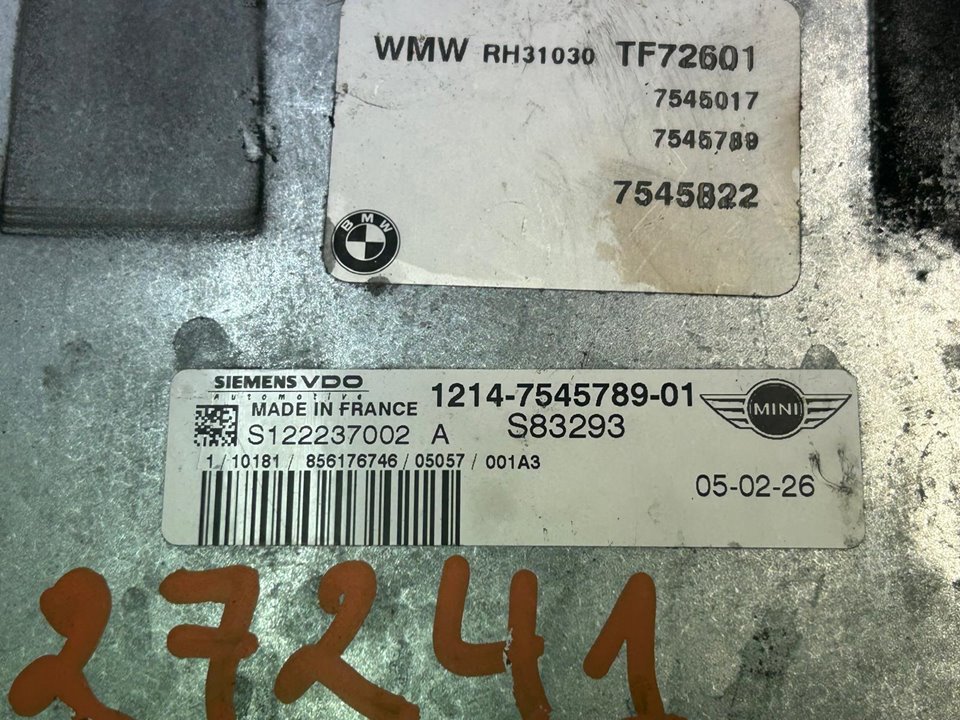 WMW RH31030 TF72601
7545017
7545789
7545822
BMW
SIEMENS VDO
Automotive
MADE IN FRANCE
1214-7545789-01
MINI
S122237002 A
S83293
1/10181/856176746/05057/001A3
05-02-26
27241